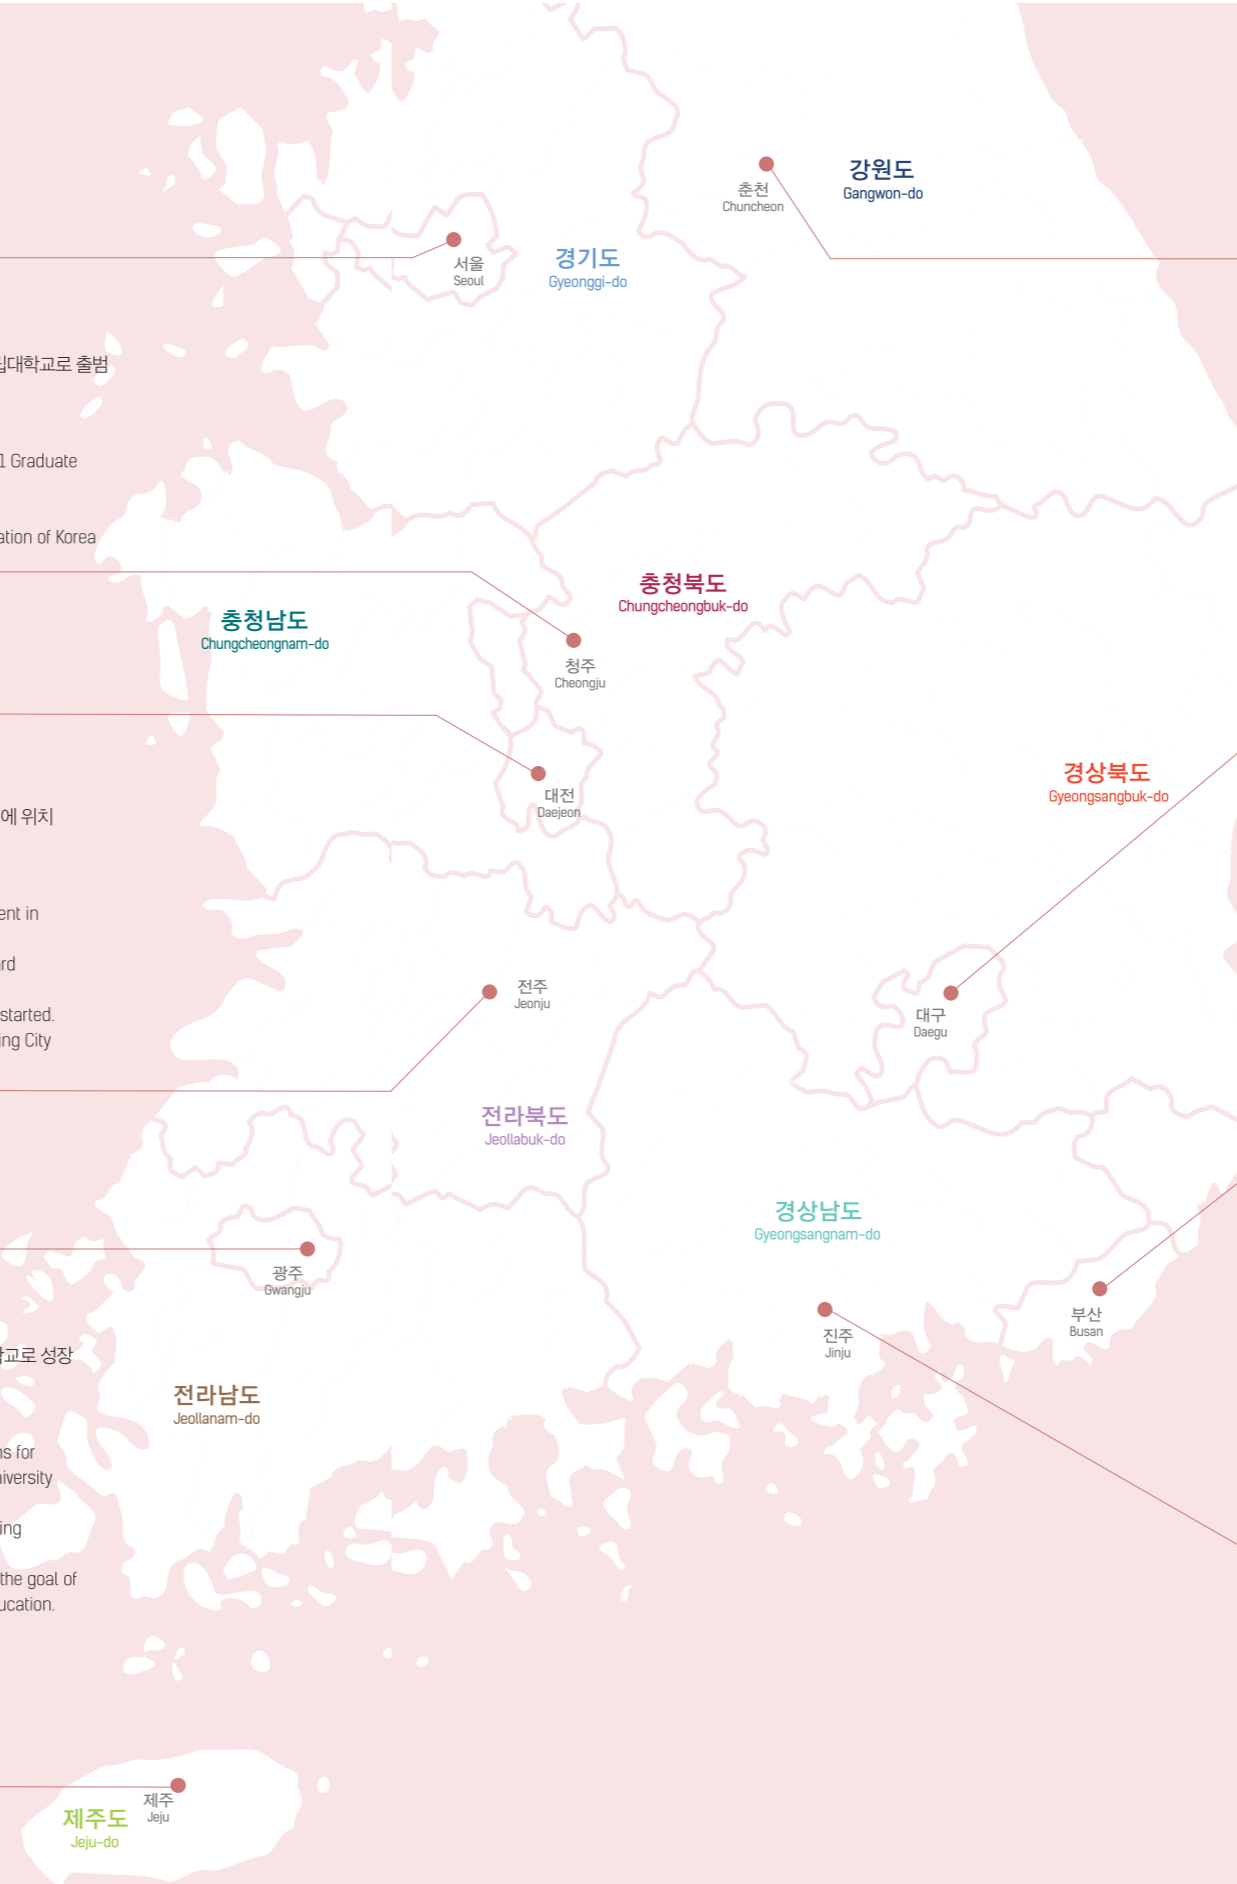 춘천
Chuncheon
강원도
Gangwon-do
서울
Seoul
경기도
Gyeonggi-do
립대학교로 출범
Graduate
ation of Korea
충청북도
Chungcheongbuk-do
충청남도
Chungcheongnam-do
청주
Cheongju
경상북도
Gyeongsangbuk-do
대전
Daejeon
에 위치
ent in
rd
started.
ing City
전주
Jeonju
대구
Daegu
전라북도
Jeollabuk-do
경상남도
Gyeongsangnam-do
광주
Gwangju
부산
Busan
진주
Jinju
학교로 성장
전라남도
Jeollanam-do
ns for
niversity
ing
the goal of
ucation.
제주
Jeju
제주도
Jeju-do